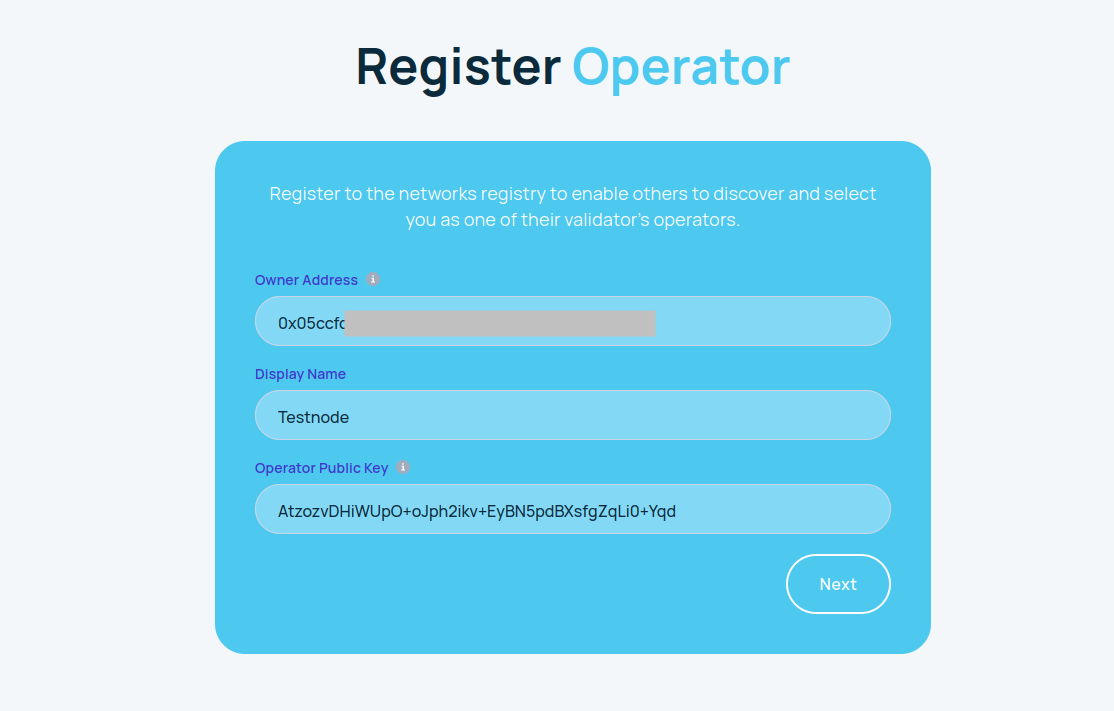 Register Operator
Register to the networks registry to enable others to discover and select
you as one of their validator's operators.
Owner Address
0x05ccfc
Display Name
Testnode
Operator Public Key
AtzozvDHiWUpO+oJph2ikv+EyBN5pdBXsfgZqLi0+Yqd
Next